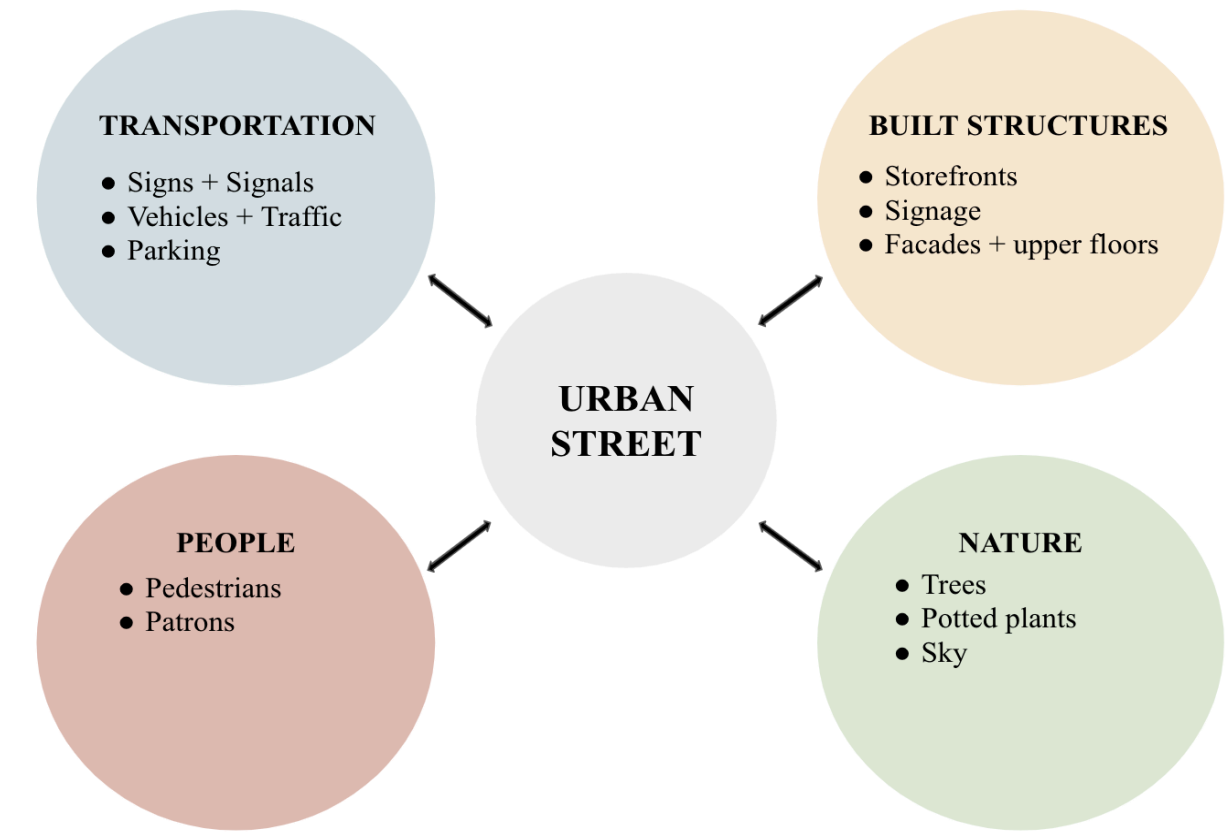 TRANSPORTATION
● Signs + Signals
● Vehicles + Traffic
● Parking
BUILT STRUCTURES
● Storefronts
● Signage
● Facades + upper floors
URBAN
STREET
PEOPLE
● Pedestrians
● Patrons
NATURE
● Trees
● Potted plants
● Sky